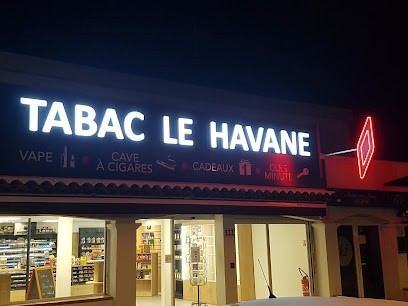 TABAC LE HAVANE
VAPE CAVE À CIGARES CADEAUX CLÉS MINUTE